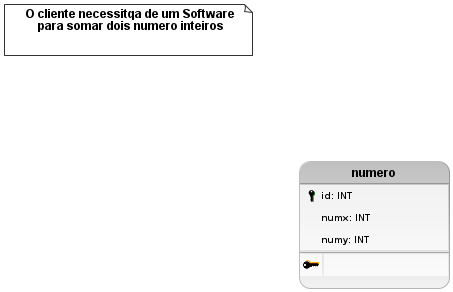 O cliente necessitqa de um Software
para somar dois numero inteiros
numero
id: INT
numx: INT
numy: INT